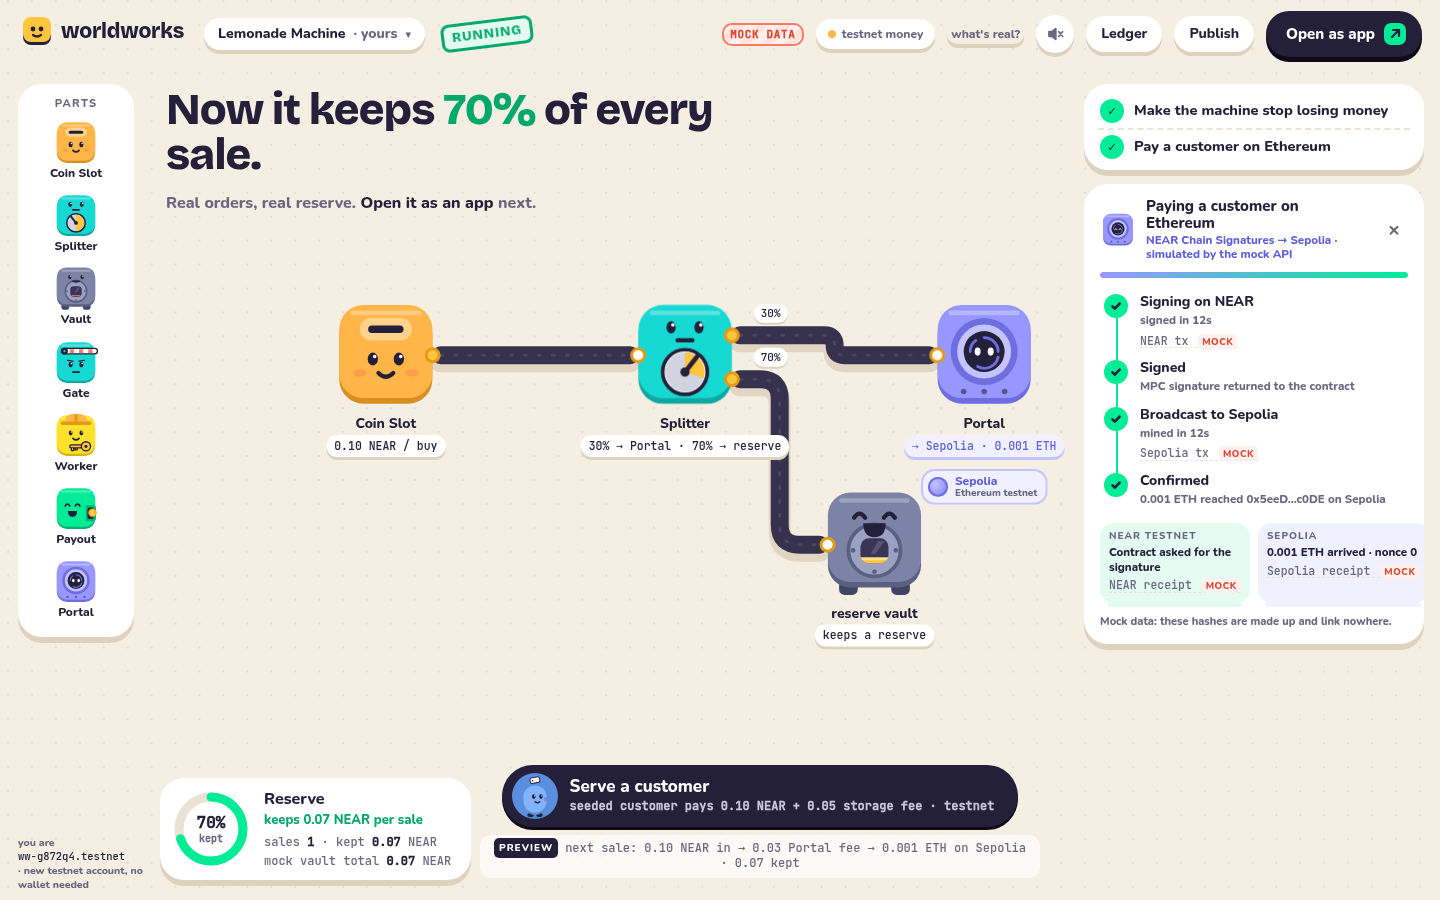 worldworks
Lemonade Machine · yours ▾
RUNNING
MOCK DATA
testnet money
what's real?
Ledger
Publish
Open as app
PARTS
Coin Slot
Splitter
Vault
Gate
Worker
Payout
Portal
Now it keeps 70% of every
sale.
Real orders, real reserve. Open it as an app next.
Coin Slot
0.10 NEAR / buy
Splitter
30% → Portal · 70% → reserve
30%
70%
Portal
→ Sepolia · 0.001 ETH
Sepolia
Ethereum testnet
reserve vault
keeps a reserve
Make the machine stop losing money
Pay a customer on Ethereum
Paying a customer on
Ethereum
NEAR Chain Signatures → Sepolia ·
simulated by the mock API
Signing on NEAR
signed in 12s
NEAR tx MOCK
Signed
MPC signature returned to the contract
Broadcast to Sepolia
mined in 12s
Sepolia tx MOCK
Confirmed
0.001 ETH reached 0x5eeD…c0DE on Sepolia
NEAR TESTNET
Contract asked for the
signature
NEAR receipt MOCK
SEPOLIA
0.001 ETH arrived · nonce 0
Sepolia receipt MOCK
Mock data: these hashes are made up and link nowhere.
you are
ww-g872q4.testnet
· new testnet account, no
wallet needed
70%
kept
Reserve
keeps 0.07 NEAR per sale
sales 1 · kept 0.07 NEAR
mock vault total 0.07 NEAR
Serve a customer
seeded customer pays 0.10 NEAR + 0.05 storage fee · testnet
PREVIEW next sale: 0.10 NEAR in → 0.03 Portal fee → 0.001 ETH on Sepolia
· 0.07 kept